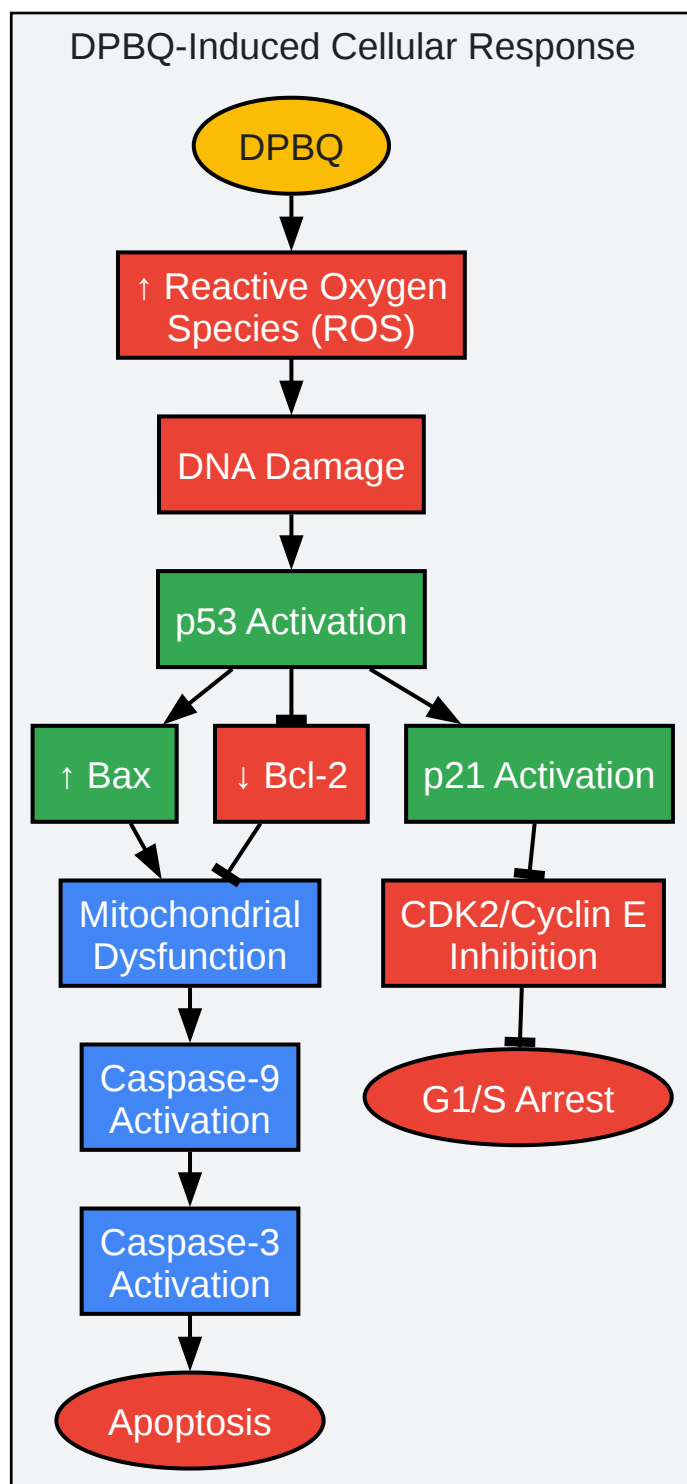 DPBQ-Induced Cellular Response
DPBQ
↑ Reactive Oxygen
Species (ROS)
DNA Damage
p53 Activation
↑ Bax
↓ Bcl-2
p21 Activation
Mitochondrial
Dysfunction
CDK2/Cyclin E
Inhibition
Caspase-9
Activation
G1/S Arrest
Caspase-3
Activation
Apoptosis